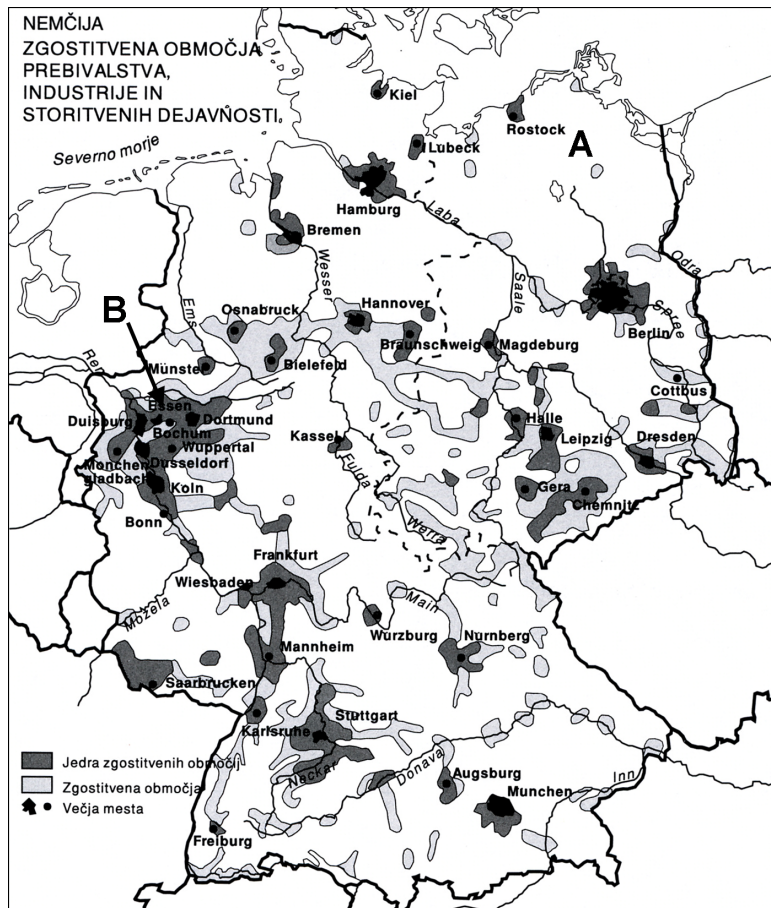 NEMČIJA
ZGOSTITVENA OBMOČJA
PREBIVALSTVA,
INDUSTRIJE IN
STORITVENIH DEJAVNOSTI
Severno morje
Kiel
Rostock
Lubeck
A
Hamburg
Laba
Bremen
Wesser
Ems
Saale
Odra
Spree
Berlin
B
Osnabruck
Hannover
Braunschweig
Magdeburg
Münster
Bielefeld
Ren
Cottbus
Essen
Duisburg
Dortmund
Bochum
Wuppertal
Kassel
Halle
Leipzig
Dresden
Monchen
gladbach
Dusseldorf
Fulda
Koln
Gera
Chemnitz
Bonn
Werra
Frankfurt
Wiesbaden
Možela
Main
Wurzburg
Nurnberg
Mannheim
Saarbrucken
Stuttgart
Karlsruhe
Jedra zgostitvenih območij
Zgostitvena območja
Večja mesta
Neckar
Donava
Augsburg
Munchen
Inn
Freiburg